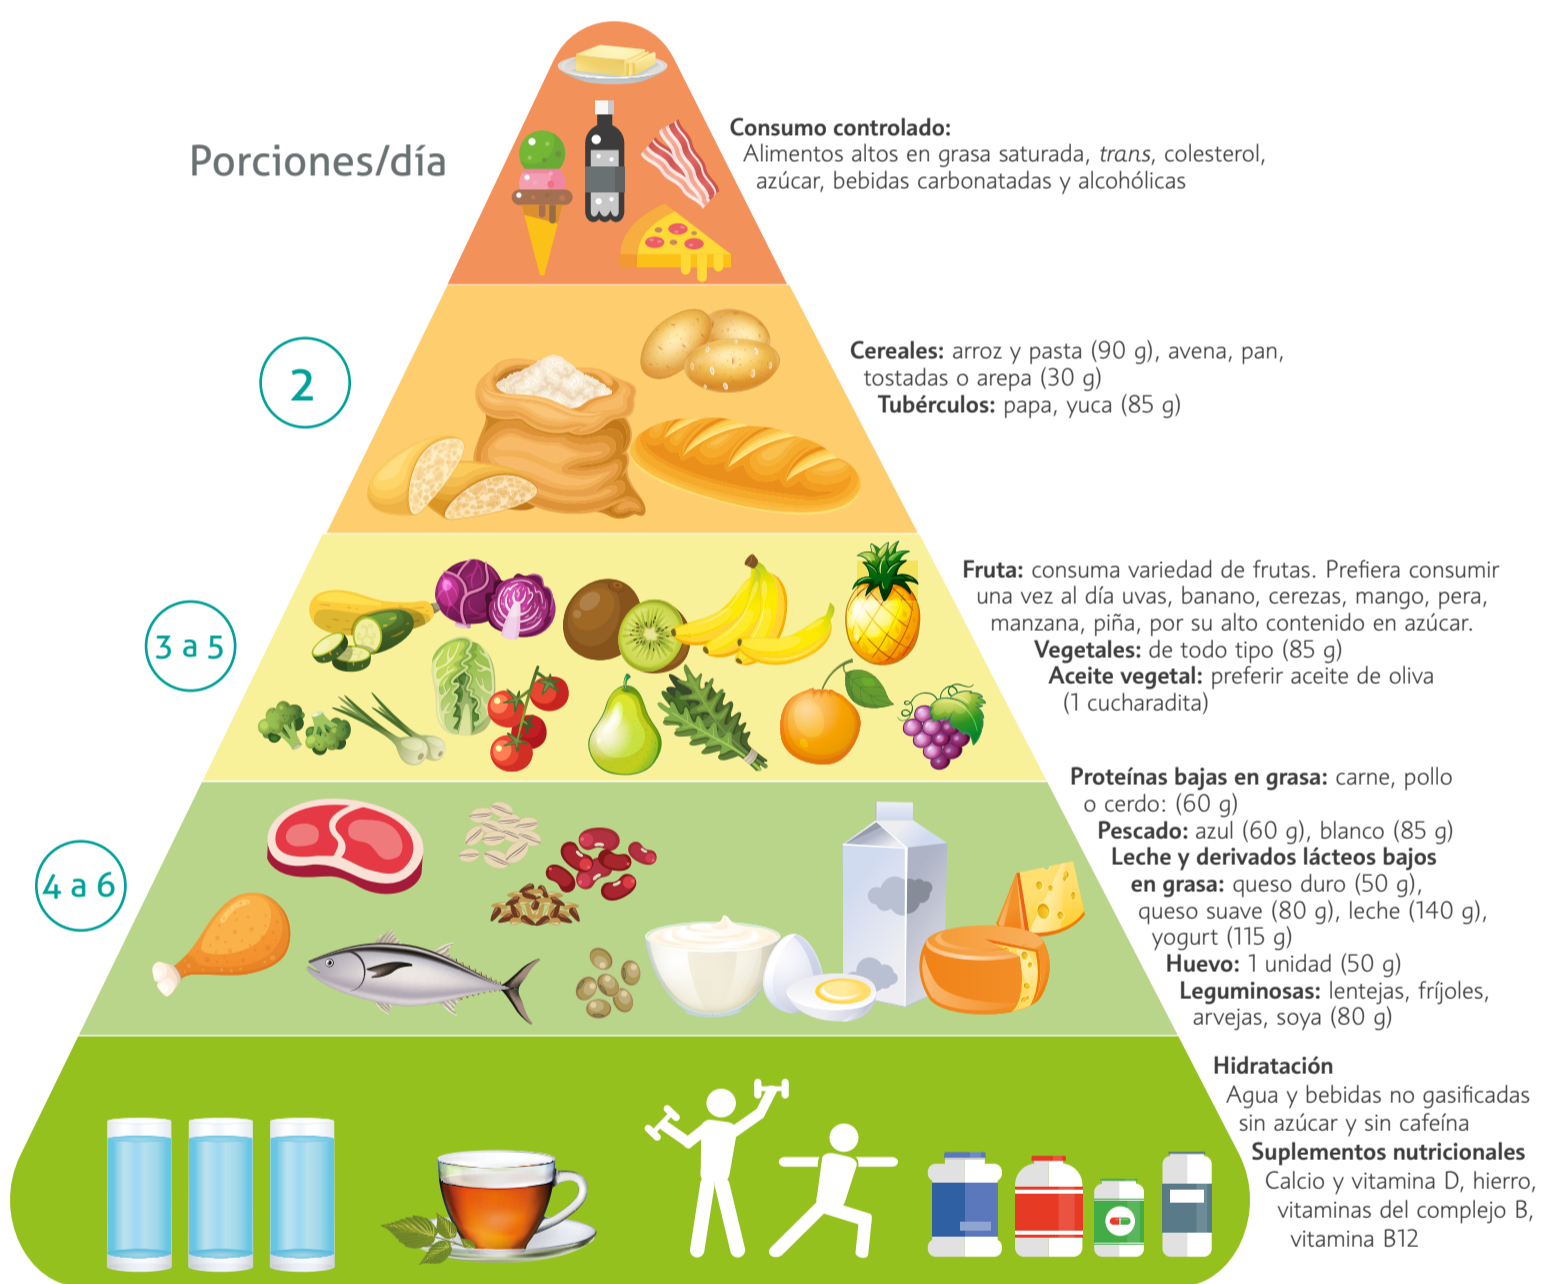 Porciones/día
Consumo controlado:
Alimentos altos en grasa saturada, trans, colesterol,
azúcar, bebidas carbonatadas y alcohólicas
2
Cereales: arroz y pasta (90 g), avena, pan,
tostadas o arepa (30 g)
Tubérculos: papa, yuca (85 g)
3 a 5
Fruta: consuma variedad de frutas. Prefiera consumir
una vez al día uvas, banano, cerezas, mango, pera,
manzana, piña, por su alto contenido en azúcar.
Vegetales: de todo tipo (85 g)
Aceite vegetal: preferir aceite de oliva
(1 cucharadita)
4 a 6
Proteínas bajas en grasa: carne, pollo
o cerdo: (60 g)
Pescado: azul (60 g), blanco (85 g)
Leche y derivados lácteos bajos
en grasa: queso duro (50 g),
queso suave (80 g), leche (140 g),
yogurt (115 g)
Huevo: 1 unidad (50 g)
Leguminosas: lentejas, fríjoles,
arvejas, soya (80 g)
Hidratación
Agua y bebidas no gasificadas
sin azúcar y sin cafeína
Suplementos nutricionales
Calcio y vitamina D, hierro,
vitaminas del complejo B,
vitamina B12